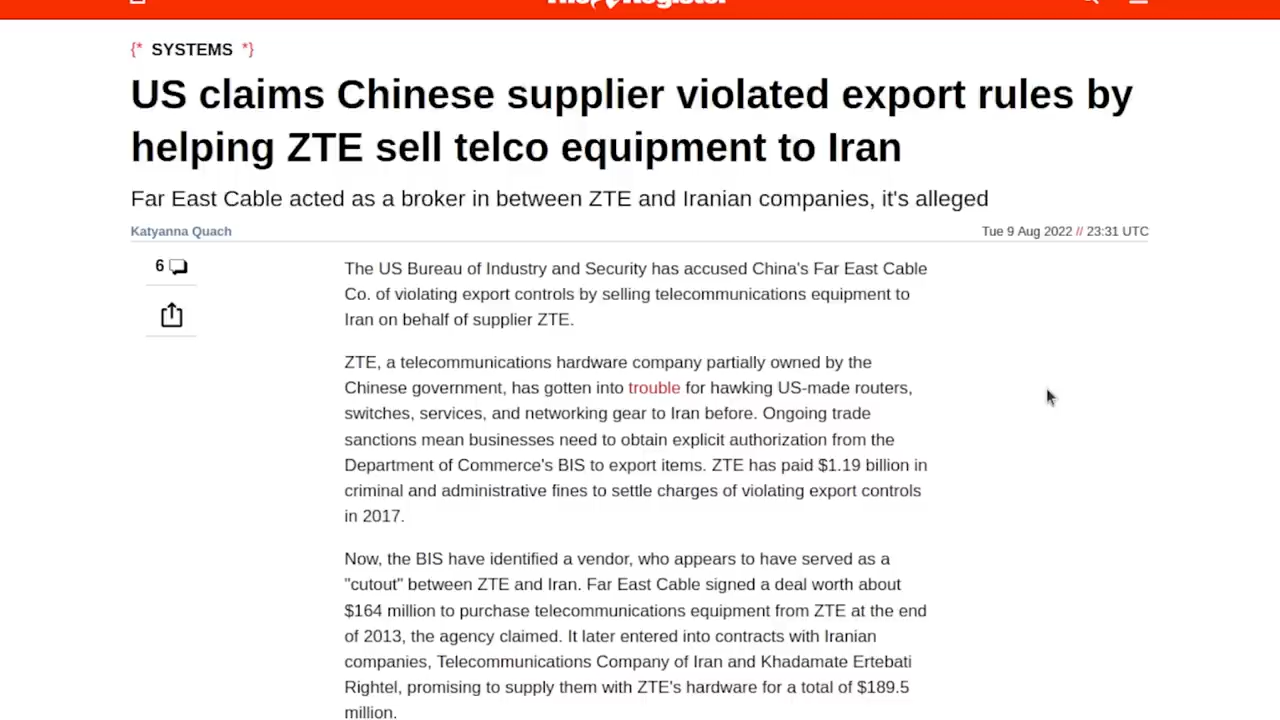 The Register
{* SYSTEMS *}
US claims Chinese supplier violated export rules by
helping ZTE sell telco equipment to Iran
Far East Cable acted as a broker in between ZTE and Iranian companies, it's alleged
Katyanna Quach
Tue 9 Aug 2022 // 23:31 UTC
6
The US Bureau of Industry and Security has accused China's Far East Cable
Co. of violating export controls by selling telecommunications equipment to
Iran on behalf of supplier ZTE.
ZTE, a telecommunications hardware company partially owned by the
Chinese government, has gotten into trouble for hawking US-made routers,
switches, services, and networking gear to Iran before. Ongoing trade
sanctions mean businesses need to obtain explicit authorization from the
Department of Commerce's BIS to export items. ZTE has paid $1.19 billion in
criminal and administrative fines to settle charges of violating export controls
in 2017.
Now, the BIS have identified a vendor, who appears to have served as a
"cutout" between ZTE and Iran. Far East Cable signed a deal worth about
$164 million to purchase telecommunications equipment from ZTE at the end
of 2013, the agency claimed. It later entered into contracts with Iranian
companies, Telecommunications Company of Iran and Khadamate Ertebati
Rightel, promising to supply them with ZTE's hardware for a total of $189.5
million.